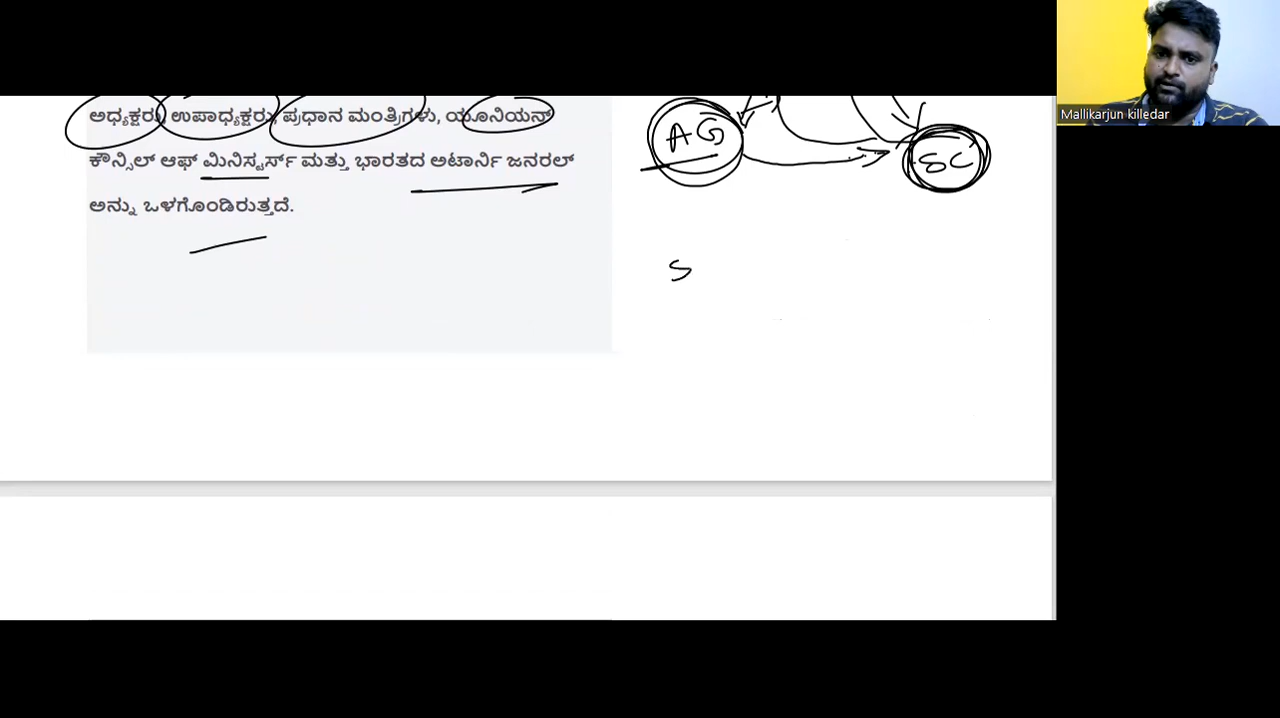 ಅಧ್ಯಕ್ಷರು, ಉಪಾಧ್ಯಕ್ಷರು, ಪ್ರಧಾನ ಮಂತ್ರಿಗಳು, ಯೂನಿಯನ್
ಕೌನ್ಸಿಲ್ ಆಫ್ ಮಿನಿಸ್ಟರ್ಸ್ ಮತ್ತು ಭಾರತದ ಅಟಾರ್ನಿ ಜನರಲ್
ಅನ್ನು ಒಳಗೊಂಡಿರುತ್ತದೆ.
AG
SC
S
Mallikarjun killedar